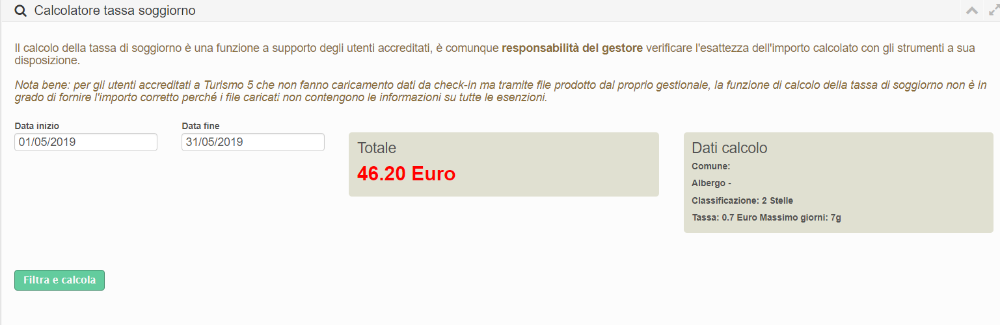 Calcolatore tassa soggiorno
Il calcolo della tassa di soggiorno è una funzione a supporto degli utenti accreditati, è comunque responsabilità del gestore verificare l'esattezza dell'importo calcolato con gli strumenti a sua
disposizione.
Nota bene: per gli utenti accreditati a Turismo 5 che non fanno caricamento dati da check-in ma tramite file prodotto dal proprio gestionale, la funzione di calcolo della tassa di soggiorno non è in
grado di fornire l'importo corretto perché i file caricati non contengono le informazioni su tutte le esenzioni.
Data inizio
01/05/2019
Data fine
31/05/2019
Totale
46.20 Euro
Dati calcolo
Comune:
Albergo -
Classificazione: 2 Stelle
Tassa: 0.7 Euro Massimo giorni: 7g
Filtra e calcola